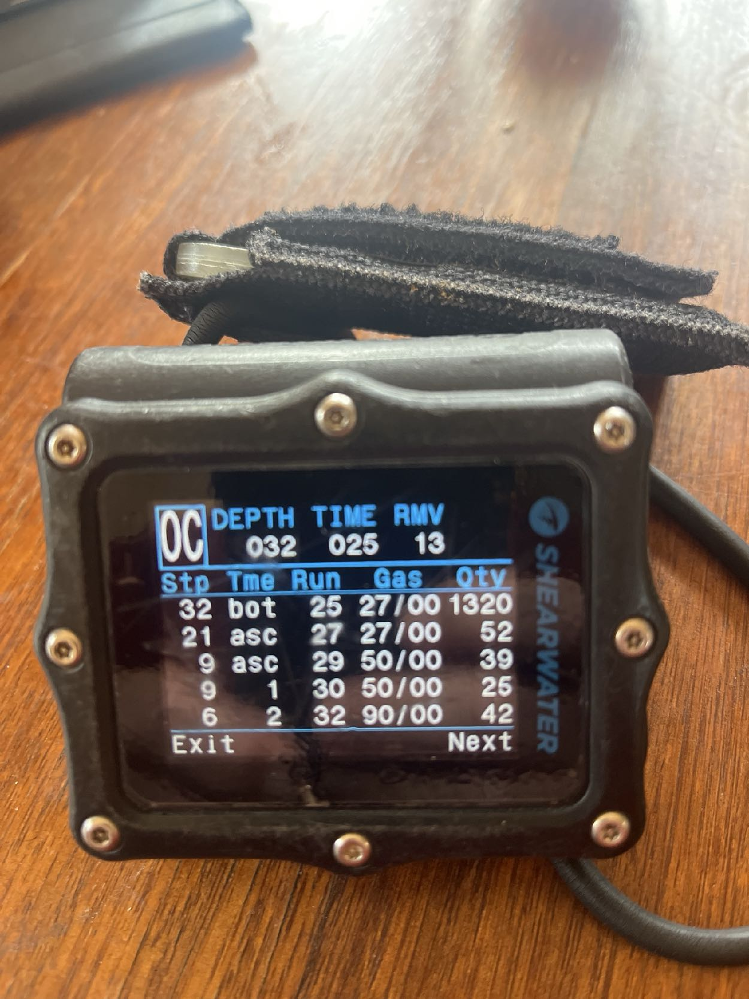 OC DEPTH TIME RMV
032 025 13
Stp Tme Run Gas Qty
32 bot 25 27/00 1320
21 asc 27 27/00 52
9 asc 29 50/00 39
9 1 30 50/00 25
6 2 32 90/00 42
Exit Next
SHEARWATER